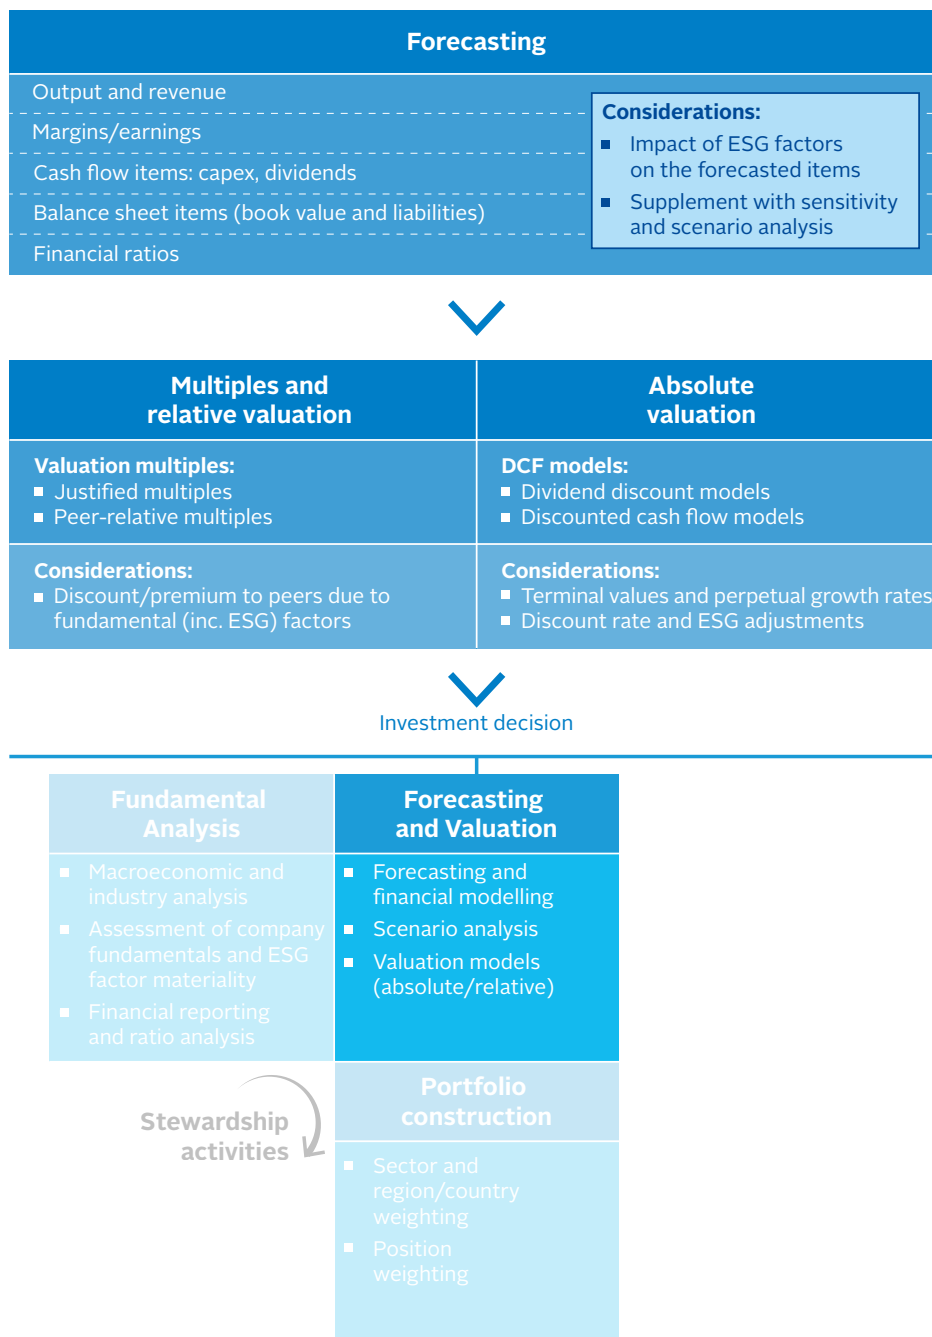 Forecasting
Output and revenue
Margins/earnings
Cash flow items: capex, dividends
Balance sheet items (book value and liabilities)
Financial ratios
Considerations:
Impact of ESG factors
on the forecasted items
Supplement with sensitivity
and scenario analysis
Multiples and
relative valuation
Valuation multiples:
Justified multiples
Peer-relative multiples
Considerations:
Discount/premium to peers due to
fundamental (inc. ESG) factors
Absolute
valuation
DCF models:
Dividend discount models
Discounted cash flow models
Considerations:
Terminal values and perpetual growth rates
Discount rate and ESG adjustments
Investment decision
Fundamental
Analysis
Macroeconomic and
industry analysis
Assessment of company
fundamentals and ESG
factor materiality
Financial reporting
and ratio analysis
Forecasting
and Valuation
Forecasting and
financial modelling
Scenario analysis
Valuation models
(absolute/relative)
Stewardship
activities
Portfolio
construction
Sector and
region/country
weighting
Position
weighting